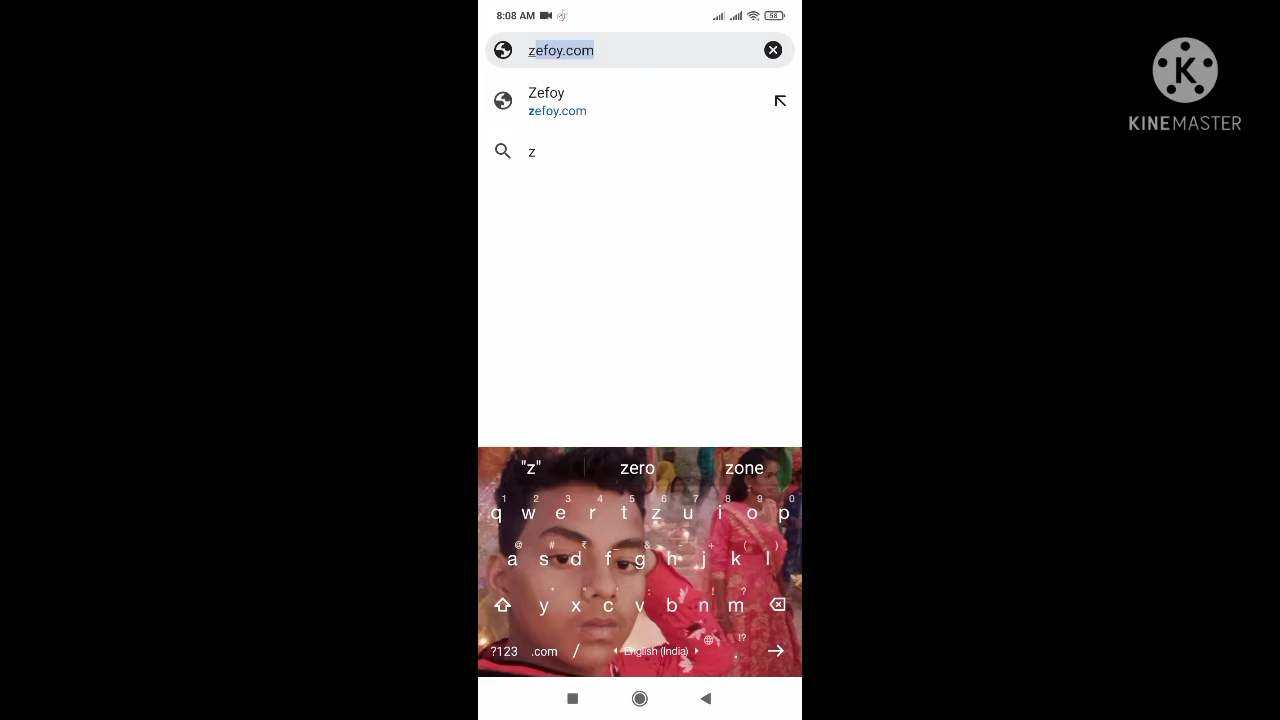 8:08 AM
58
zefoy.com
Zefoy
zefoy.com
z
K
KINEMASTER
"z" zero zone
1 2 3 4 5 6 7 8 9 0
q w e r t z u i o p
@ # ₹ _ & - + ( )
a s d f g h j k l
* " ' : ; ! ?
y x c v b n m
!?
?123 .com / English (India) .